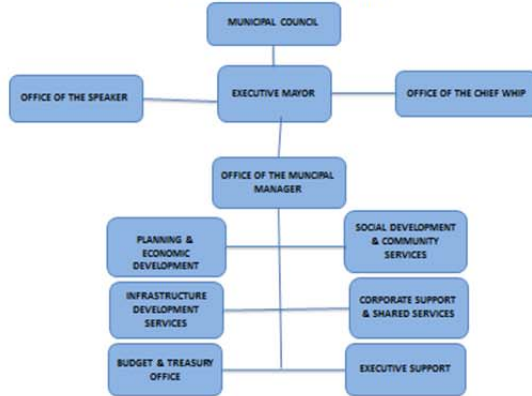 MUNICIPAL COUNCIL
OFFICE OF THE SPEAKER
EXECUTIVE MAYOR
OFFICE OF THE CHIEF WHIP
OFFICE OF THE MUNCIPAL
MANAGER
PLANNING &
ECONOMIC
DEVELOPMENT
SOCIAL DEVELOPMENT
& COMMUNITY
SERVICES
INFRASTRUCTURE
DEVELOPMENT
SERVICES
CORPORATE SUPPORT
& SHARED SERVICES
BUDGET & TREASURY
OFFICE
EXECUTIVE SUPPORT